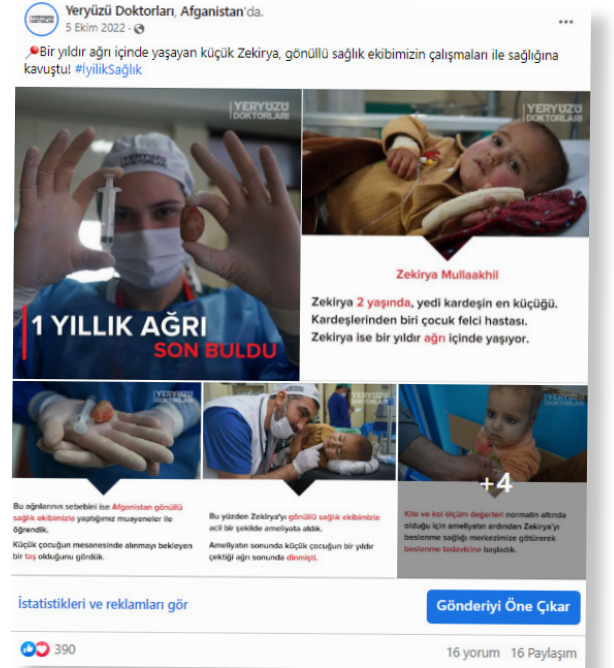 Yeryüzü Doktorları, Afganistan'da.
5 Ekim 2022 ·
📌Bir yıldır ağrı içinde yaşayan küçük Zekirya, gönüllü sağlık ekibimizin çalışmaları ile sağlığına
kavuştu! #İyilikSağlık
YERYÜZÜ
DOKTORLARI
1 YILLIK AĞRI
SON BULDU
YERYÜZÜ
DOKTORLARI
Zekirya Mullaakhil
Zekirya 2 yaşında, yedi kardeşin en küçüğü.
Kardeşlerinden biri çocuk felci hastası.
Zekirya ise bir yıldır ağrı içinde yaşıyor.
YERYÜZÜ
DOKTORLARI
Bu ağrılarının sebebini ise Afganistan gönüllü
sağlık ekibimizle yaptığımız muayeneler ile
öğrendik.
Küçük çocuğun mesanesinde alınmayı bekleyen
bir taş olduğunu gördük.
YERYÜZÜ
DOKTORLARI
Bu yüzden Zekirya'yı gönüllü sağlık ekibimizle
acil bir şekilde ameliyata aldık.
Ameliyatın sonunda küçük çocuğun bir yıldır
çektiği ağrı sonunda dinmişti.
YERYÜZÜ
DOKTORLARI
+4
Kilo ve kol ölçüm değerleri normalin altında
olduğu için ameliyatın ardından Zekirya'yı
beslenme sağlığı merkezimize götürerek
beslenme tedavisine başladık.
İstatistikleri ve reklamları gör
Gönderiyi Öne Çıkar
390
16 yorum 16 Paylaşım